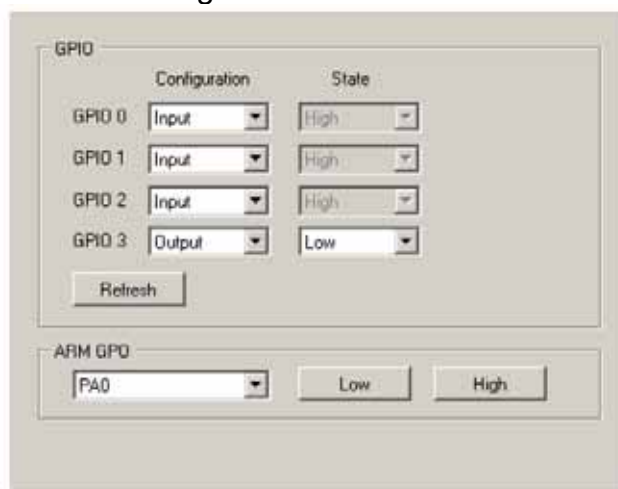 GPIO
Configuration State
GPIO 0 Input High
GPIO 1 Input High
GPIO 2 Input High
GPIO 3 Output Low
Refresh
ARM GPO
PA0 Low High